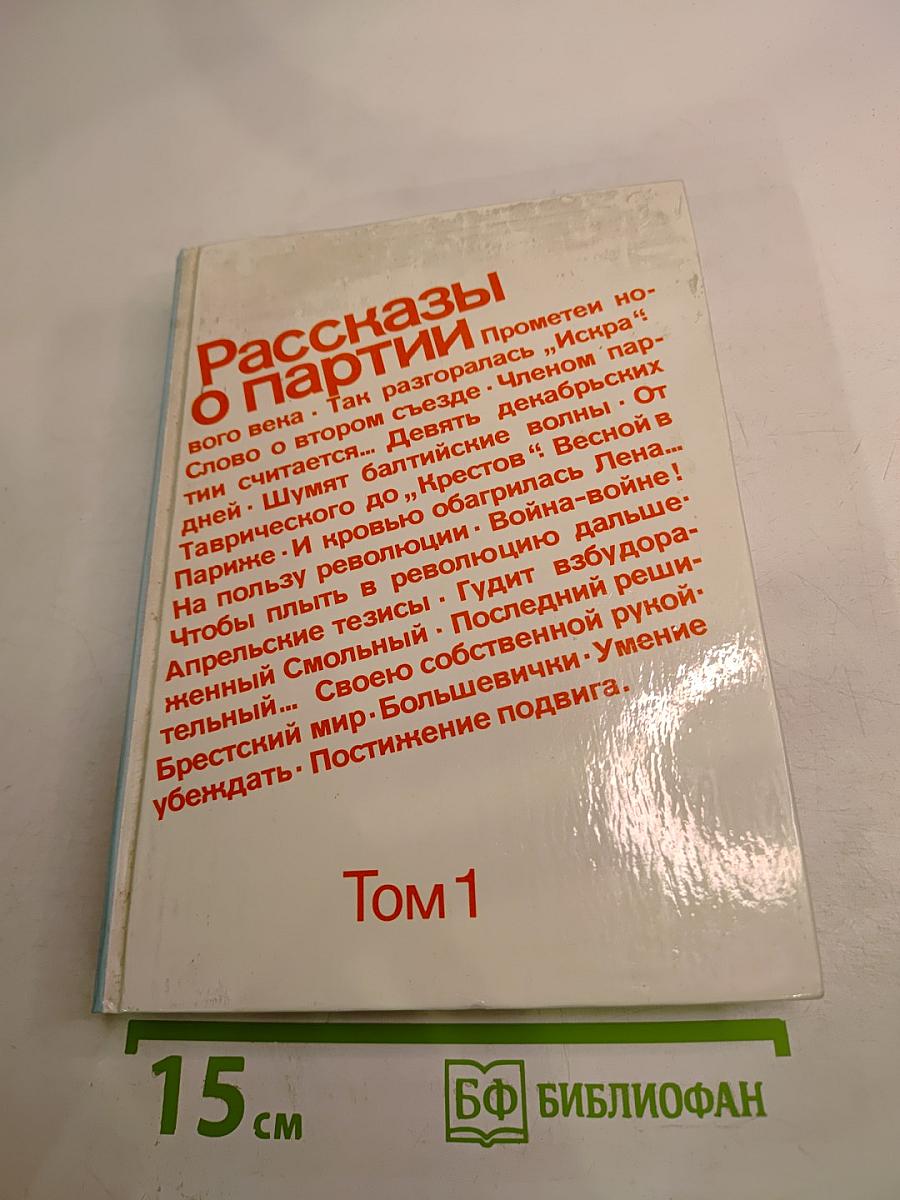 Рассказы
о партии Прометеи но-
вого века · Так разгоралась „Искра“·
Слово о втором съезде · Членом пар-
тии считается... Девять декабрьских
дней · Шумят балтийские волны · От
Таврического до „Крестов“· Весной в
Париже · И кровью обагрилась Лена...
На пользу революции · Война-войне!
Чтобы плыть в революцию дальше·
Апрельские тезисы · Гудит взбудора-
женный Смольный · Последний реши-
тельный... Своею собственной рукой·
Брестский мир · Большевички · Умение
убеждать · Постижение подвига.
Том 1
15 см
БФ БИБЛИОФАН